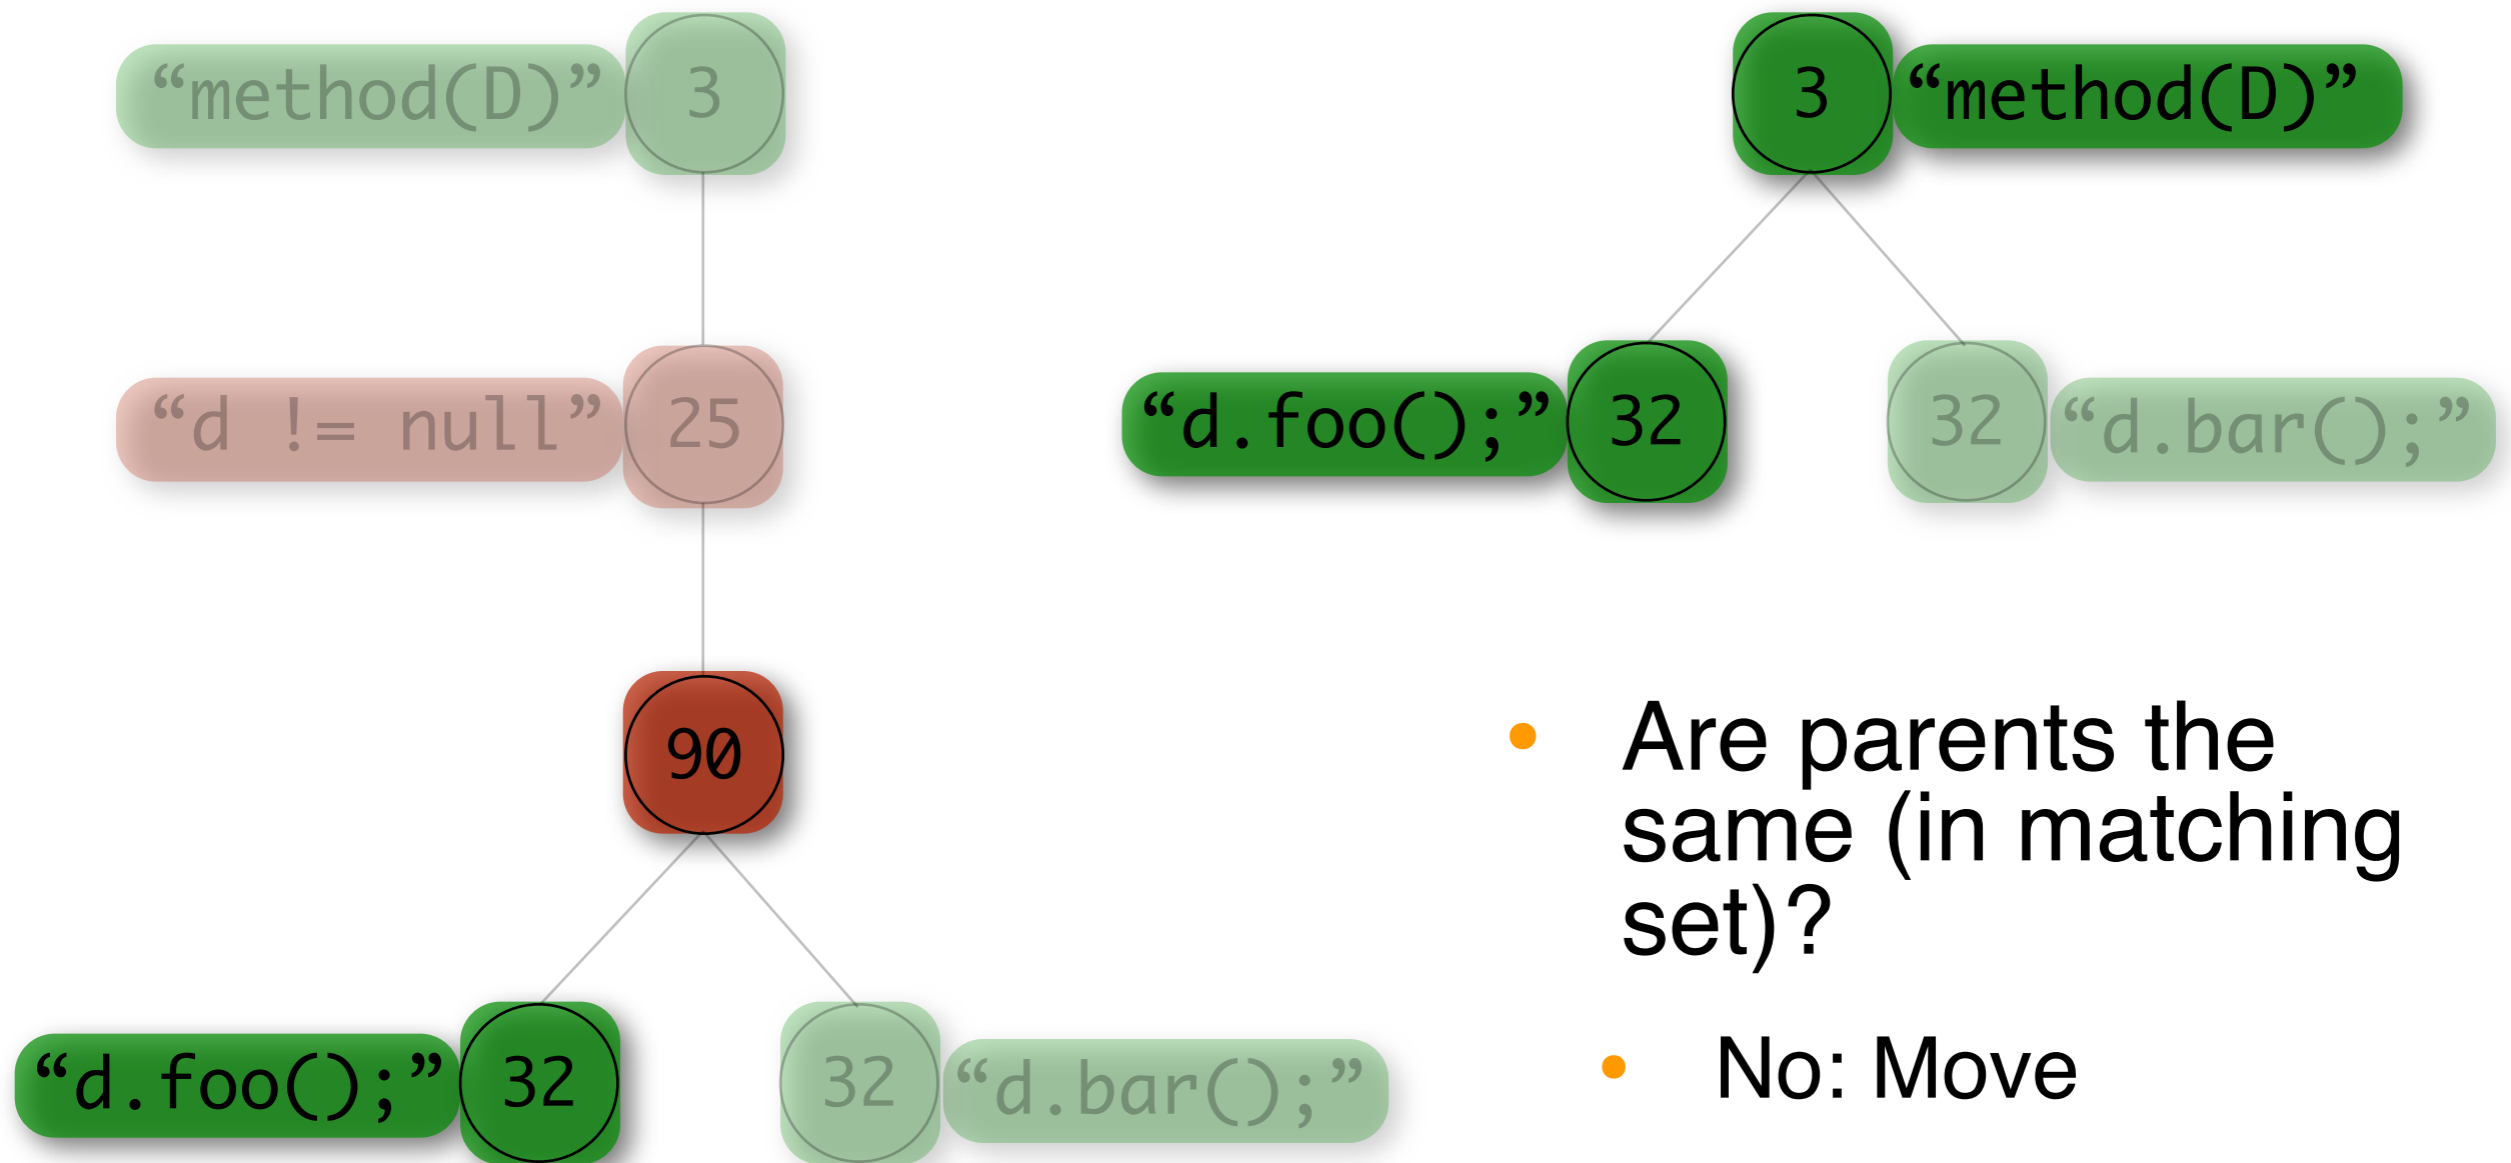 “method(D)” 3
3 “method(D)”
“d != null” 25
“d.foo();” 32
32 “d.bar();”
90
• Are parents the
same (in matching
set)?
• No: Move
“d.foo();” 32
32 “d.bar();”